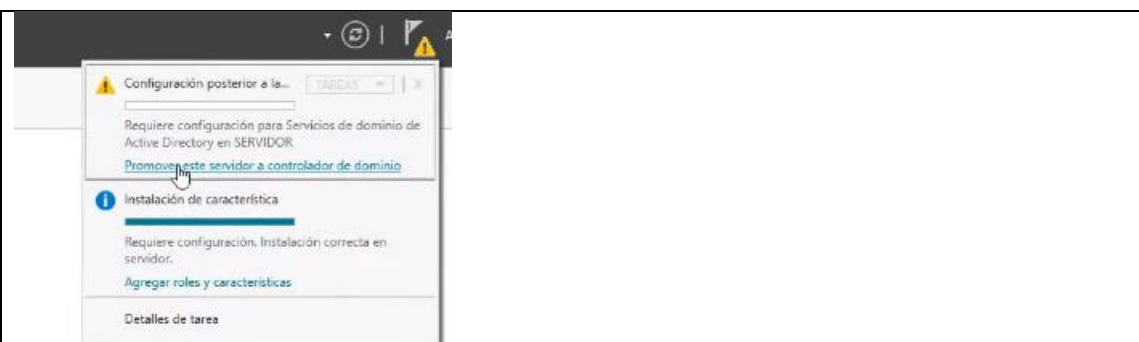 Configuración posterior a la...
TAREAS
X
Requiere configuración para Servicios de dominio de
Active Directory en SERVIDOR
Promover este servidor a controlador de dominio
Instalación de característica
Requiere configuración. Instalación correcta en
servidor.
Agregar roles y características
Detalles de tarea